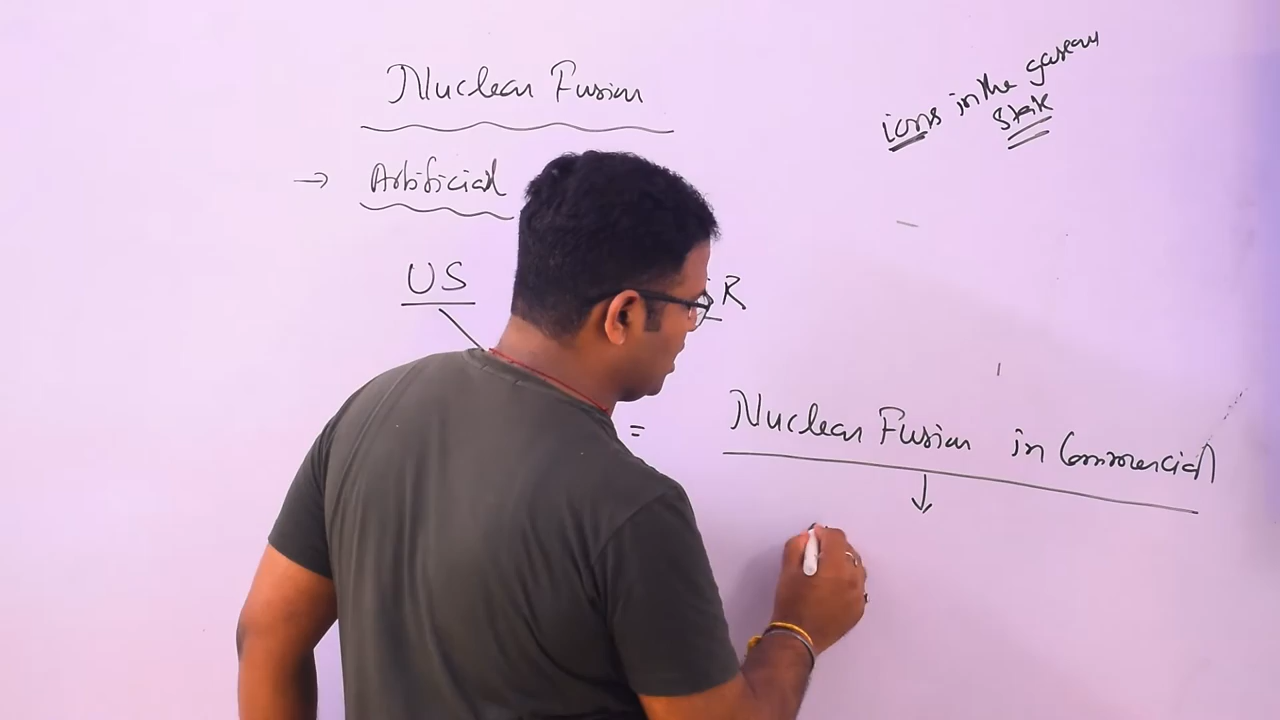 Nuclear Fusion
ions in the gaseous
state
→ Artificial
US
R
= Nuclear Fusion in Commercial